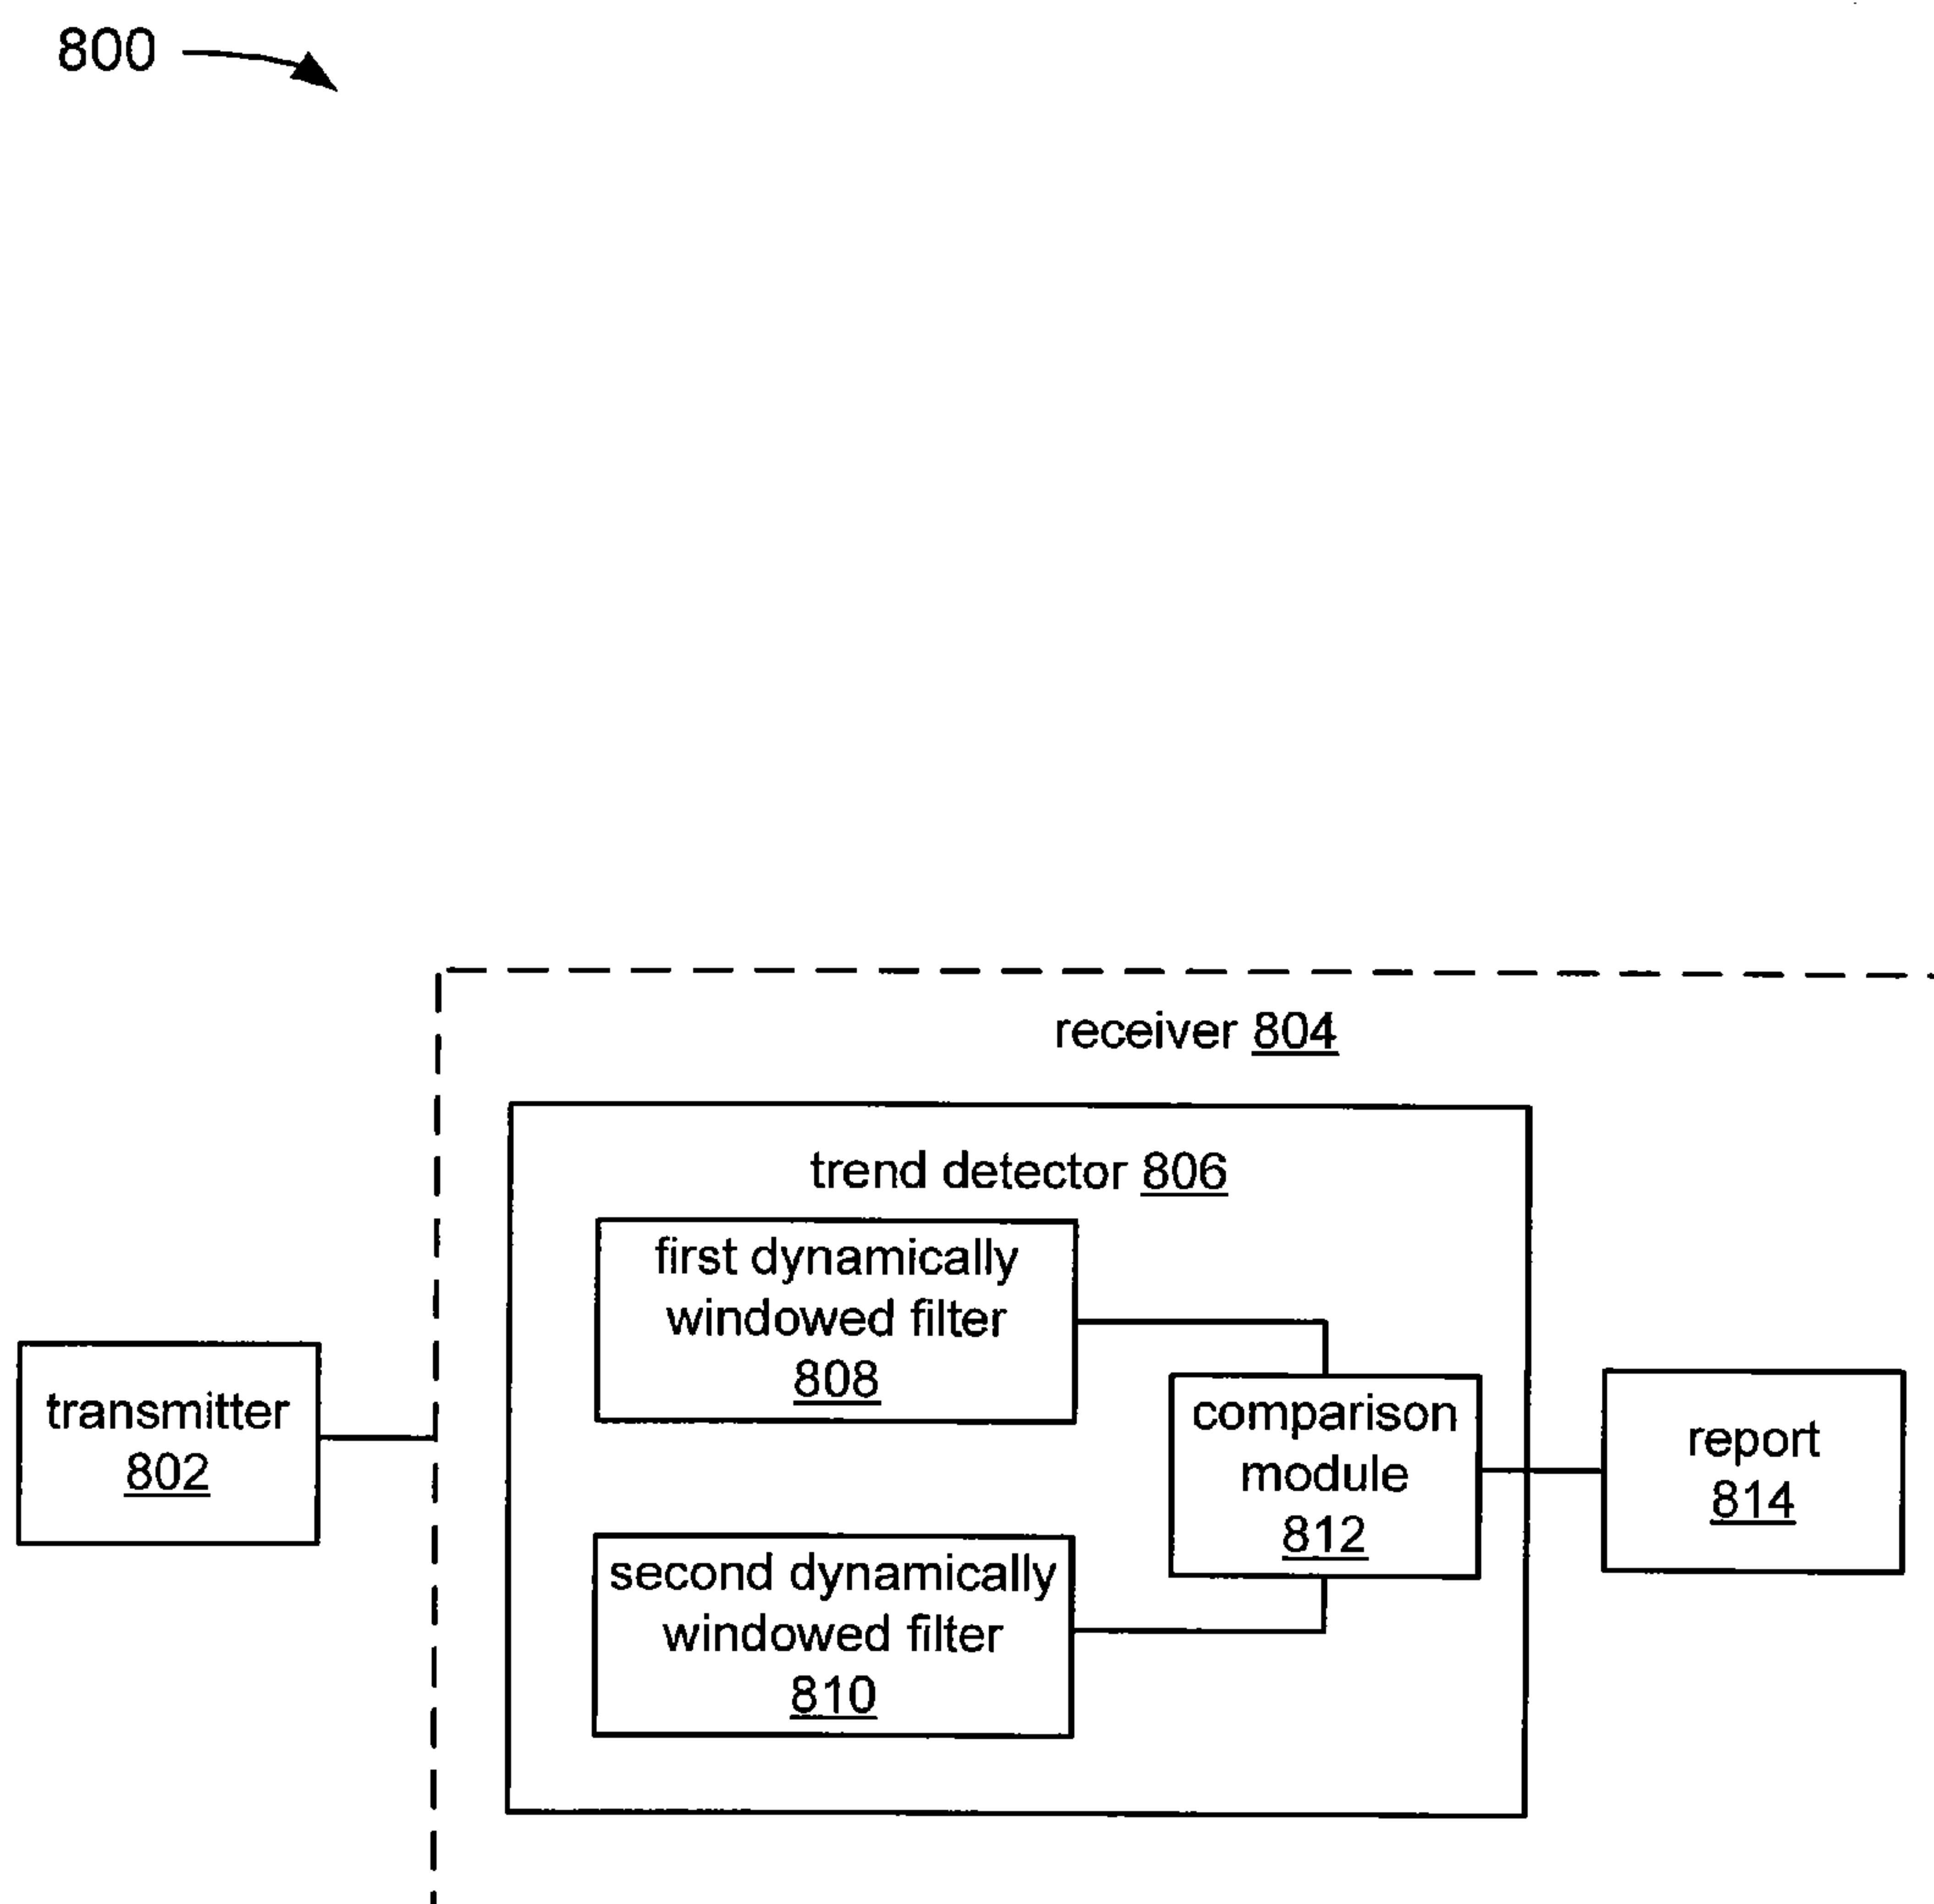 800
receiver 804
trend detector 806
first dynamically
windowed filter
808
transmitter
802
comparison
module
812
report
814
second dynamically
windowed filter
810